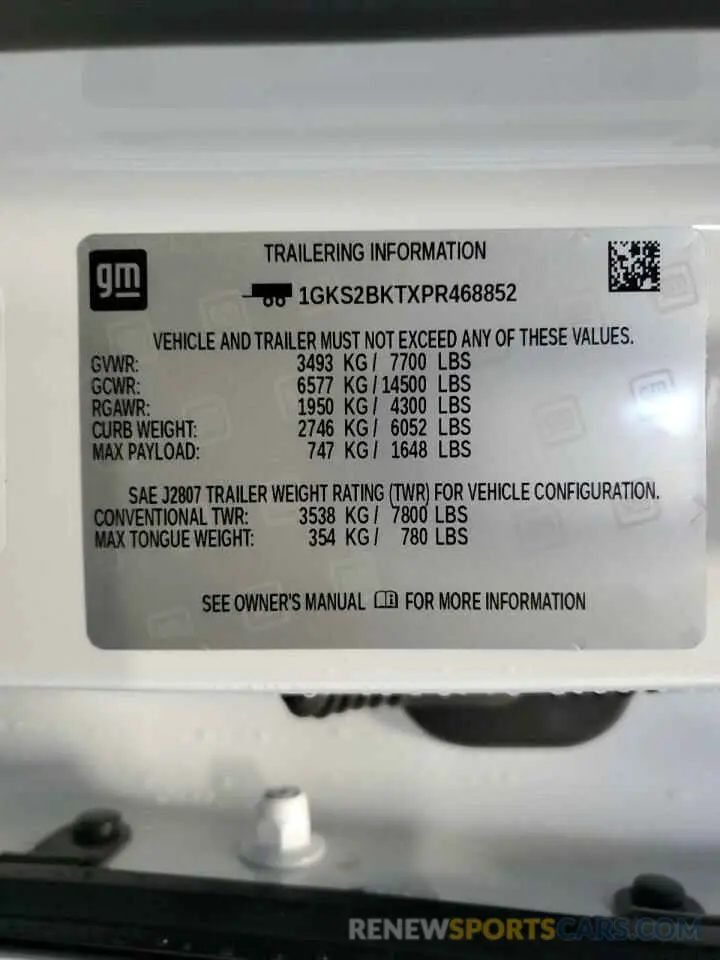 gm
TRAILERING INFORMATION
1GKS2BKTXPR468852
VEHICLE AND TRAILER MUST NOT EXCEED ANY OF THESE VALUES.
GVWR: 3493 KG / 7700 LBS
GCWR: 6577 KG / 14500 LBS
RGAWR: 1950 KG / 4300 LBS
CURB WEIGHT: 2746 KG / 6052 LBS
MAX PAYLOAD: 747 KG / 1648 LBS
SAE J2807 TRAILER WEIGHT RATING (TWR) FOR VEHICLE CONFIGURATION.
CONVENTIONAL TWR: 3538 KG / 7800 LBS
MAX TONGUE WEIGHT: 354 KG / 780 LBS
SEE OWNER'S MANUAL FOR MORE INFORMATION
RENEWSPORTSCARS.COM